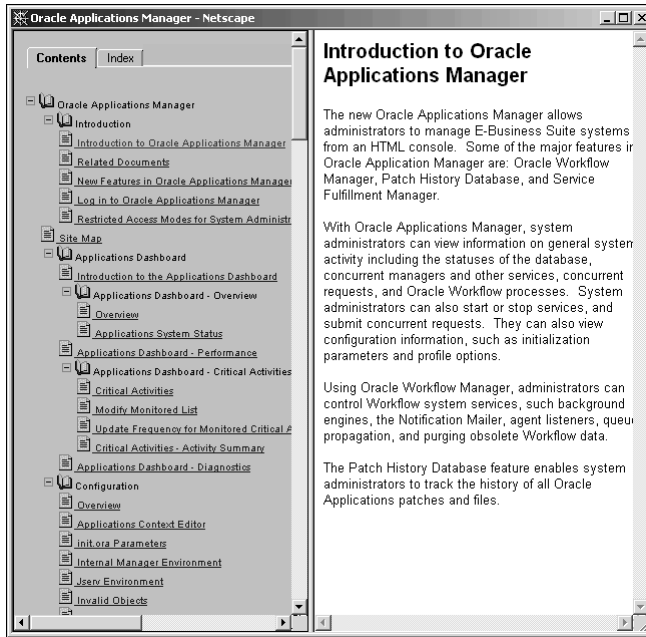 Oracle Applications Manager - Netscape
Contents
Index
Oracle Applications Manager
Introduction
Introduction to Oracle Applications Manager
Related Documents
New Features in Oracle Applications Manager
Log in to Oracle Applications Manager
Restricted Access Modes for System Administr
Site Map
Applications Dashboard
Introduction to the Applications Dashboard
Applications Dashboard - Overview
Overview
Applications System Status
Applications Dashboard - Performance
Applications Dashboard - Critical Activities
Critical Activities
Modify Monitored List
Update Frequency for Monitored Critical A
Critical Activities - Activity Summary
Applications Dashboard - Diagnostics
Configuration
Overview
Applications Context Editor
init.ora Parameters
Internal Manager Environment
Jserv Environment
Invalid Objects
Introduction to Oracle
Applications Manager
The new Oracle Applications Manager allows
administrators to manage E-Business Suite systems
from an HTML console. Some of the major features in
Oracle Application Manager are: Oracle Workflow
Manager, Patch History Database, and Service
Fulfillment Manager.
With Oracle Applications Manager, system
administrators can view information on general system
activity including the statuses of the database,
concurrent managers and other services, concurrent
requests, and Oracle Workflow processes. System
administrators can also start or stop services, and
submit concurrent requests. They can also view
configuration information, such as initialization
parameters and profile options.
Using Oracle Workflow Manager, administrators can
control Workflow system services, such background
engines, the Notification Mailer, agent listeners, queue
propagation, and purging obsolete Workflow data.
The Patch History Database feature enables system
administrators to track the history of all Oracle
Applications patches and files.